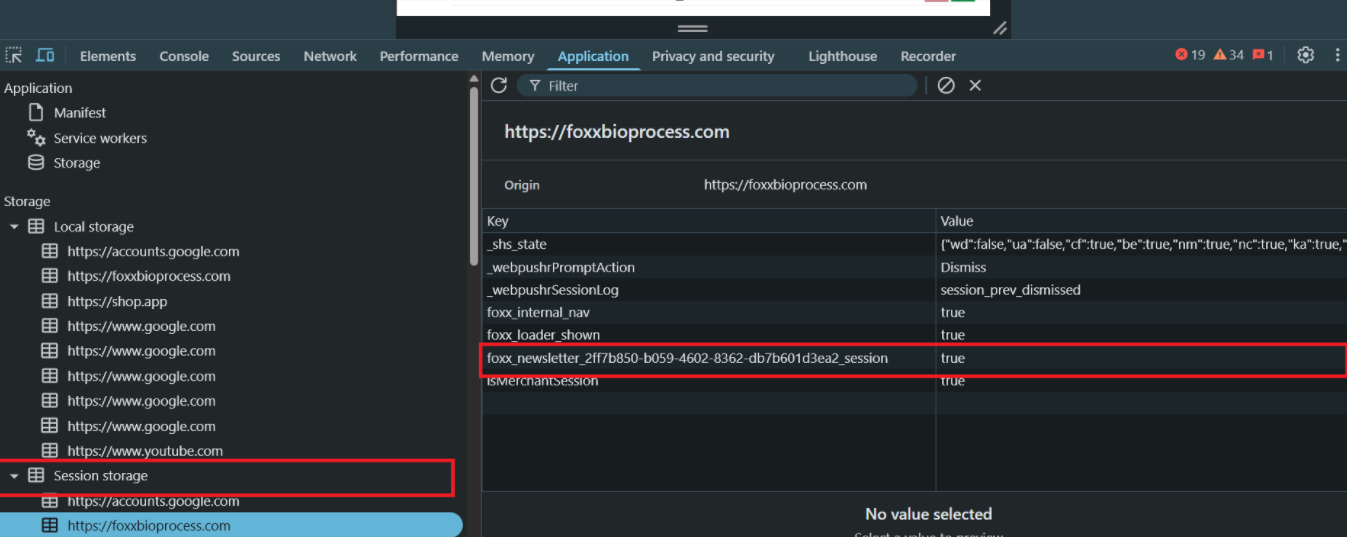 Elements Console Sources Network Performance Memory Application Privacy and security Lighthouse Recorder 19 34 1
Application
Manifest
Service workers
Storage
Storage
Local storage
https://accounts.google.com
https://foxxbioprocess.com
https://shop.app
https://www.google.com
https://www.google.com
https://www.google.com
https://www.google.com
https://www.google.com
https://www.youtube.com
Session storage
https://accounts.google.com
https://foxxbioprocess.com
Filter
https://foxxbioprocess.com
Origin https://foxxbioprocess.com
Key Value
_shs_state {"wd":false,"ua":false,"cf":true,"be":true,"nm":true,"nc":true,"ka":true,"
_webpushrPromptAction Dismiss
_webpushrSessionLog session_prev_dismissed
foxx_internal_nav true
foxx_loader_shown true
foxx_newsletter_2ff7b850-b059-4602-8362-db7b601d3ea2_session true
isMerchantSession true
No value selected
Select a value to preview